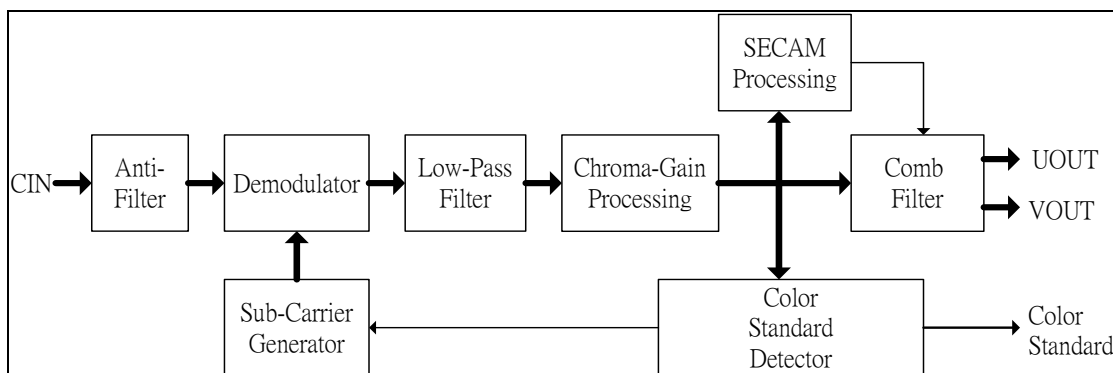 SECAM
Processing
CIN
Anti-
Filter
Demodulator
Low-Pass
Filter
Chroma-Gain
Processing
Comb
Filter
UOUT
VOUT
Sub-Carrier
Generator
Color
Standard
Detector
Color
Standard